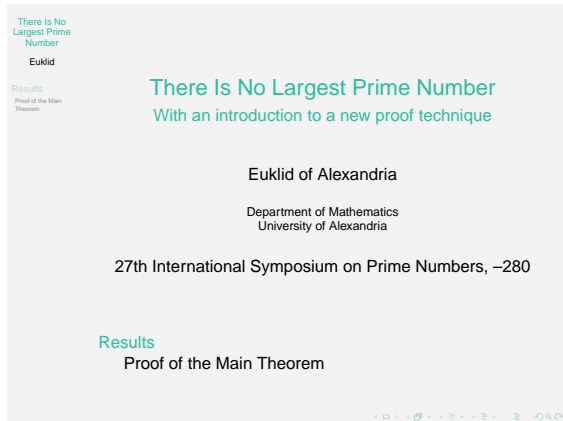 There Is No
Largest Prime
Number
Euklid
Results
Proof of the Main
Theorem
There Is No Largest Prime Number
With an introduction to a new proof technique
Euklid of Alexandria
Department of Mathematics
University of Alexandria
27th International Symposium on Prime Numbers, –280
Results
Proof of the Main Theorem